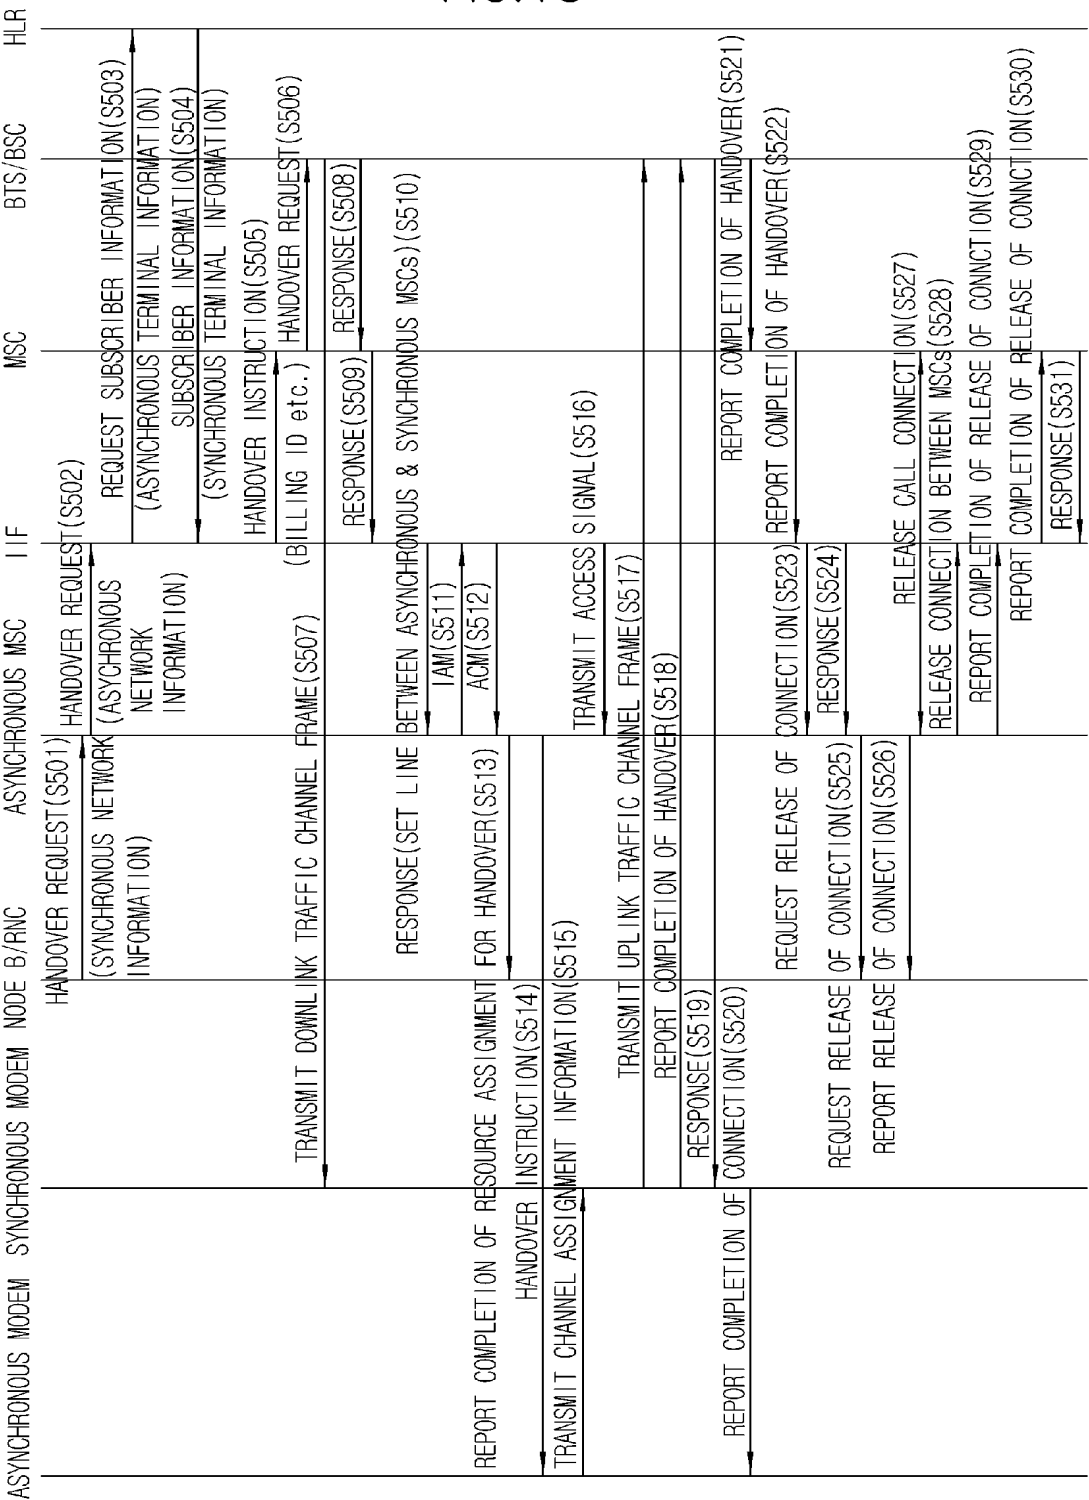 ASYNCHRONOUS MODEM
SYNCHRONOUS MODEM
NODE B/RNC
ASYNCHRONOUS MSC
IIF
MSC
BTS/BSC
HLR
HANDOVER REQUEST(S501)
(SYNCHRONOUS NETWORK
INFORMATION)
HANDOVER REQUEST(S502)
(ASYCHRONOUS
NETWORK
INFORMATION)
REQUEST SUBSCRIBER INFORMATION(S503)
(ASYNCHRONOUS TERMINAL INFORMATION)
SUBSCRIBER INFORMATION(S504)
(SYNCHRONOUS TERMINAL INFORMATION)
HANDOVER INSTRUCTION(S505)
(BILLING ID etc.)
HANDOVER REQUEST(S506)
TRANSMIT DOWNLINK TRAFFIC CHANNEL FRAME(S507)
RESPONSE(S508)
RESPONSE(S509)
RESPONSE(SET LINE BETWEEN ASYNCHRONOUS & SYNCHRONOUS MSCs)(S510)
IAM(S511)
ACM(S512)
REPORT COMPLETION OF RESOURCE ASSIGNMENT FOR HANDOVER(S513)
HANDOVER INSTRUCTION(S514)
TRANSMIT CHANNEL ASSIGNMENT INFORMATION(S515)
TRANSMIT ACCESS SIGNAL(S516)
TRANSMIT UPLINK TRAFFIC CHANNEL FRAME(S517)
REPORT COMPLETION OF HANDOVER(S518)
RESPONSE(S519)
REPORT COMPLETION OF CONNECTION(S520)
REPORT COMPLETION OF HANDOVER(S521)
REPORT COMPLETION OF HANDOVER(S522)
REQUEST RELEASE OF CONNECTION(S523)
RESPONSE(S524)
REQUEST RELEASE OF CONNECTION(S525)
REPORT RELEASE OF CONNECTION(S526)
RELEASE CALL CONNECTION(S527)
RELEASE CONNECTION BETWEEN MSCs(S528)
REPORT COMPLETION OF RELEASE OF CONNCTION(S529)
REPORT COMPLETION OF RELEASE OF CONNCTION(S530)
RESPONSE(S531)